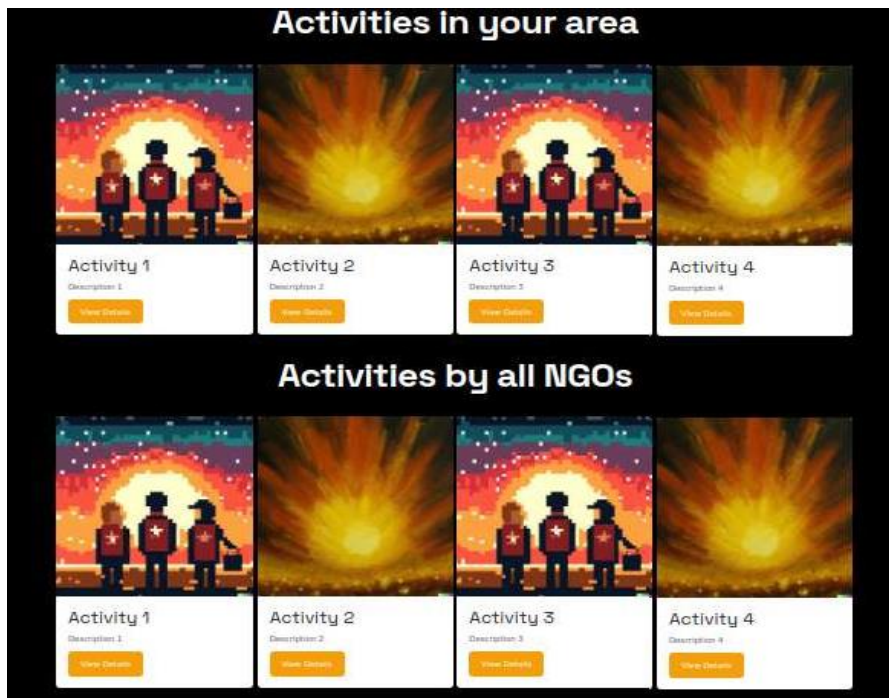 Activities in your area
Activity 1
Description 1
View Details
Activity 2
Description 2
View Details
Activity 3
Description 3
View Details
Activity 4
Description 4
View Details
Activities by all NGOs
Activity 1
Description 1
View Details
Activity 2
Description 2
View Details
Activity 3
Description 3
View Details
Activity 4
Description 4
View Details